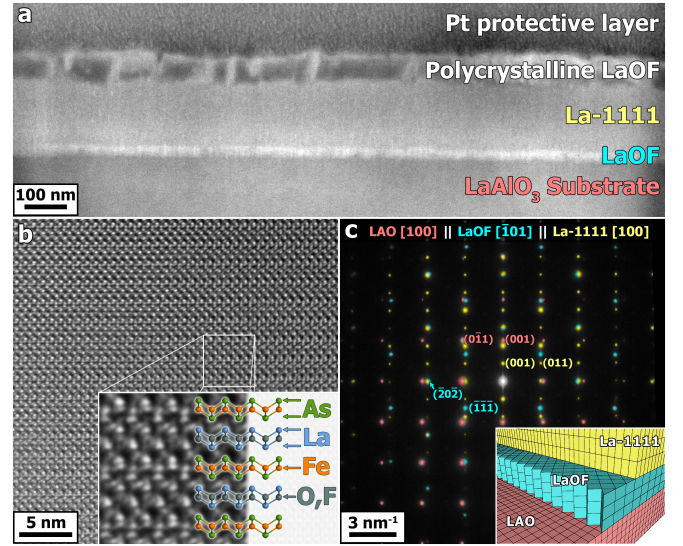 a
Pt protective layer
Polycrystalline LaOF
La-1111
LaOF
LaAlO₃ Substrate
100 nm
b
As
La
Fe
O,F
5 nm
c
LAO [100] || LaOF [1̄01] || La-1111 [100]
(01̄1) (001)
(001) (011)
(2̄02̄)
(1̄1̄1̄)
3 nm⁻¹
La-1111
LaOF
LAO